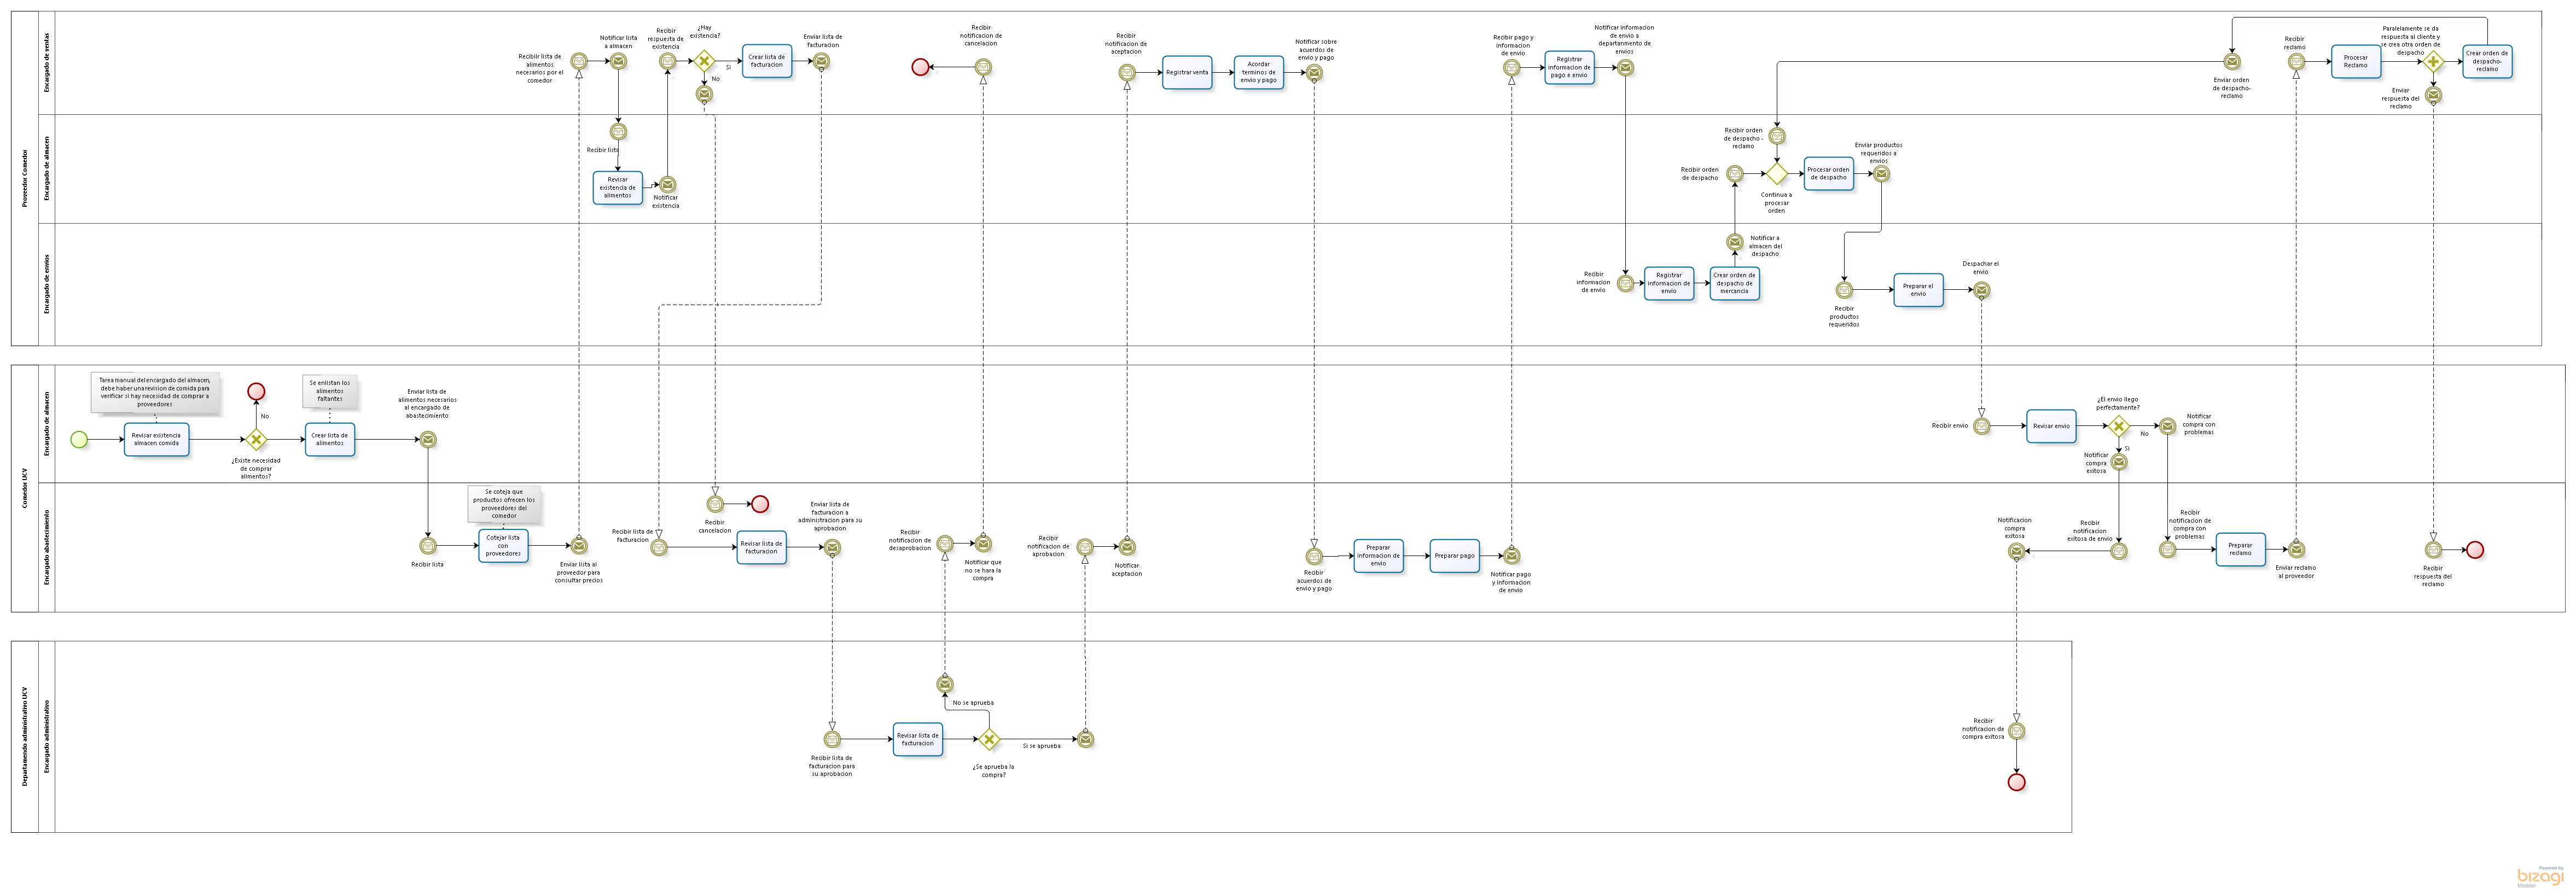 Proveedor Comedor
Encargado de ventas
Recibilr lista de
alimentos
necesarios por el
comedor
Notificar lista
a almacen
Recibir
respuesta de
existencia
¿Hay
existencia?
Si
No
Crear lista de
facturacion
Enviar lista de
facturacion
Recibir
notificacion de
cancelacion
Recibir
notificacion de
aceptacion
Registrar venta
Acordar
terminos de
envio y pago
Notificar sobre
acuerdos de
envio y pago
Recibir pago y
informacion
de envio
Registrar
informacion de
pago e envio
Notificar informacion
de envio a
departanmento de
envios
Enviar orden
de despacho-
reclamo
Recibir
reclamo
Procesar
Reclamo
Paralelamente se da
respuesta al cliente y
se crea otra orden de
despacho
Crear orden de
despacho-
reclamo
Enviar
respuesta del
reclamo
Encargado de almacen
Recibir lista
Revisar
existencia de
alimentos
Notificar
existencia
Recibir orden
de despacho -
reclamo
Recibir orden
de despacho
Continua a
procesar
orden
Procesar orden
de despacho
Enviar productos
requeridos a
envios
Encargado de envios
Recibir
informacion
de envio
Registrar
informacion de
envio
Crear orden de
despacho de
mercancia
Notificar a
almacen del
despacho
Recibir
productos
requeridos
Preparar el
envio
Despachar el
envio
Comedor UCV
Encargado de almacen
Tarea manual del encargado del almacen,
debe haber una revision de comida para
verificar si hay necesidad de comprar a
proveedores
Revisar existencia
almacen comida
No
¿Existe necesidad
de comprar
alimentos?
Se enlistan los
alimentos
faltantes
Crear lista de
alimentos
Enviar lista de
alimentos necesarios
al encargado de
abastecimiento
Recibir envio
Revisar envio
¿El envio llego
perfectamente?
No
Si
Notificar
compra con
problemas
Notificar
compra
exitosa
Encargado abastecimiento
Recibir lista
Se coteja que
productos ofrecen los
proveedores del
comedor
Cotejar lista
con
proveedores
Enviar lista al
proveedor para
consultar precios
Recibir lista de
facturacion
Recibir
cancelacion
Revisar lista de
facturacion
Enviar lista de
facturacion a
administracion para su
aprobacion
Recibir
notificacion de
desaprobacion
Notificar que
no se hara la
compra
Recibir
notificacion de
aprobacion
Notificar
aceptacion
Recibir
acuerdos de
envio y pago
Preparar
informacion de
envio
Preparar pago
Notificar pago
y informacion
de envio
Notificacion
compra
exitosa
Recibir
notificacion
exitosa de envio
Recibir
notificacion de
compra con
problemas
Preparar
reclamo
Enviar reclamo
al proveedor
Recibir
respuesta del
reclamo
Departamendo administrativo UCV
Encargado administrativo
Recibir lista de
facturacion para
su aprobacion
Revisar lista de
facturacion
No se aprueba
Si se aprueba
¿Se aprueba la
compra?
Recibir
notificacion de
compra exitosa
Powered by
bizagi
Modeler